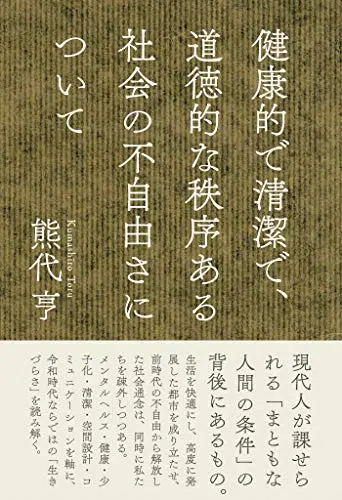 健康的で清潔で、
道徳的な秩序ある
社会の不自由さに
ついて
熊代亨
Kumashiro Toru
現代人が課せら
れる「まともな
人間の条件」の
背後にあるもの。
生活を快適にし、高度に発
展した都市を成り立たせ、
前時代の不自由から解放し
た社会通念は、同時に私た
ちを疎外しつつある。
メンタルヘルス・健康・少
子化・清潔・空間設計・コ
ミュニケーションを軸に、
令和時代ならではの「生き
づらさ」を読み解く。